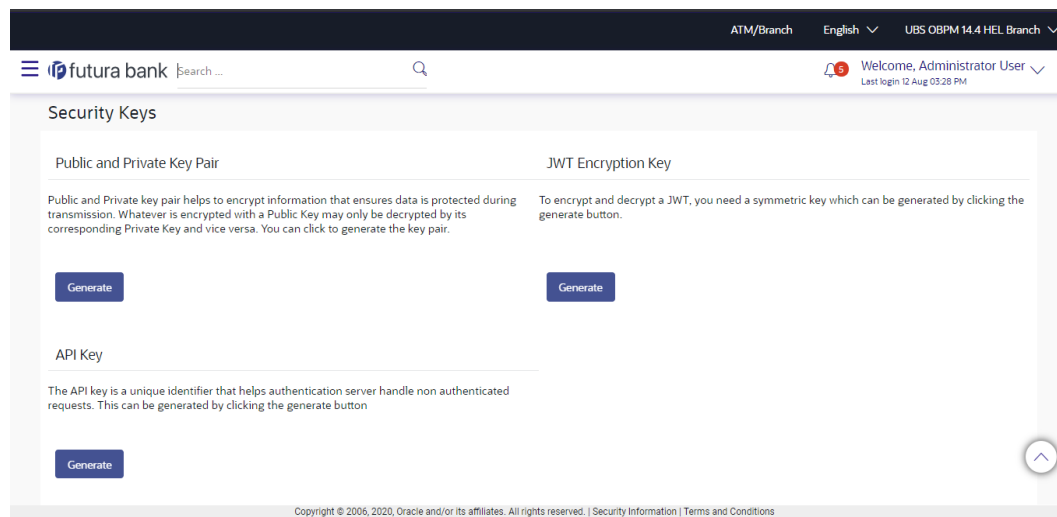 ATM/Branch English UBS OBPM 14.4 HEL Branch
futura bank Search ... 5 Welcome, Administrator User
Last login 12 Aug 03:28 PM
Security Keys
Public and Private Key Pair
Public and Private key pair helps to encrypt information that ensures data is protected during
transmission. Whatever is encrypted with a Public Key may only be decrypted by its
corresponding Private Key and vice versa. You can click to generate the key pair.
Generate
JWT Encryption Key
To encrypt and decrypt a JWT, you need a symmetric key which can be generated by clicking the
generate button.
Generate
API Key
The API key is a unique identifier that helps authentication server handle non authenticated
requests. This can be generated by clicking the generate button
Generate
Copyright © 2006, 2020, Oracle and/or its affiliates. All rights reserved. | Security Information | Terms and Conditions